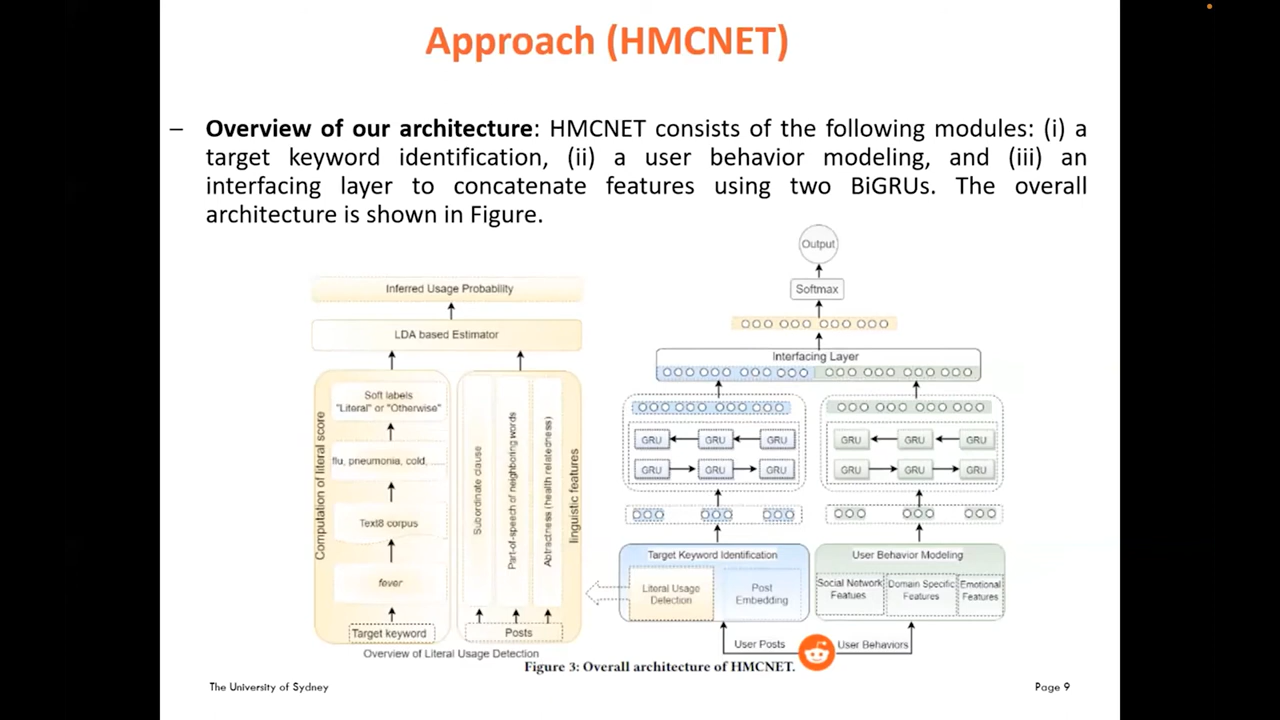 Approach (HMCNET)
– Overview of our architecture: HMCNET consists of the following modules: (i) a
target keyword identification, (ii) a user behavior modeling, and (iii) an
interfacing layer to concatenate features using two BiGRUs. The overall
architecture is shown in Figure.
Inferred Usage Probability
LDA based Estimator
Computation of literal score
Soft labels
"Literal" or "Otherwise"
flu, pneumonia, cold, .....
Text8 corpus
fever
Target keyword
Subordinate clause
Part-of-speech of neighboring words
Abtractness (health relatedness)
linguistic features
Posts
Overview of Literal Usage Detection
Output
Softmax
Interfacing Layer
GRU GRU GRU
GRU GRU GRU
GRU GRU GRU
GRU GRU GRU
Target Keyword Identification
Literal Usage
Detection
Post
Embedding
User Behavior Modeling
Social Network
Featues
Domain Specific
Features
Emotional
Features
User Posts
User Behaviors
Figure 3: Overall architecture of HMCNET.
The University of Sydney
Page 9